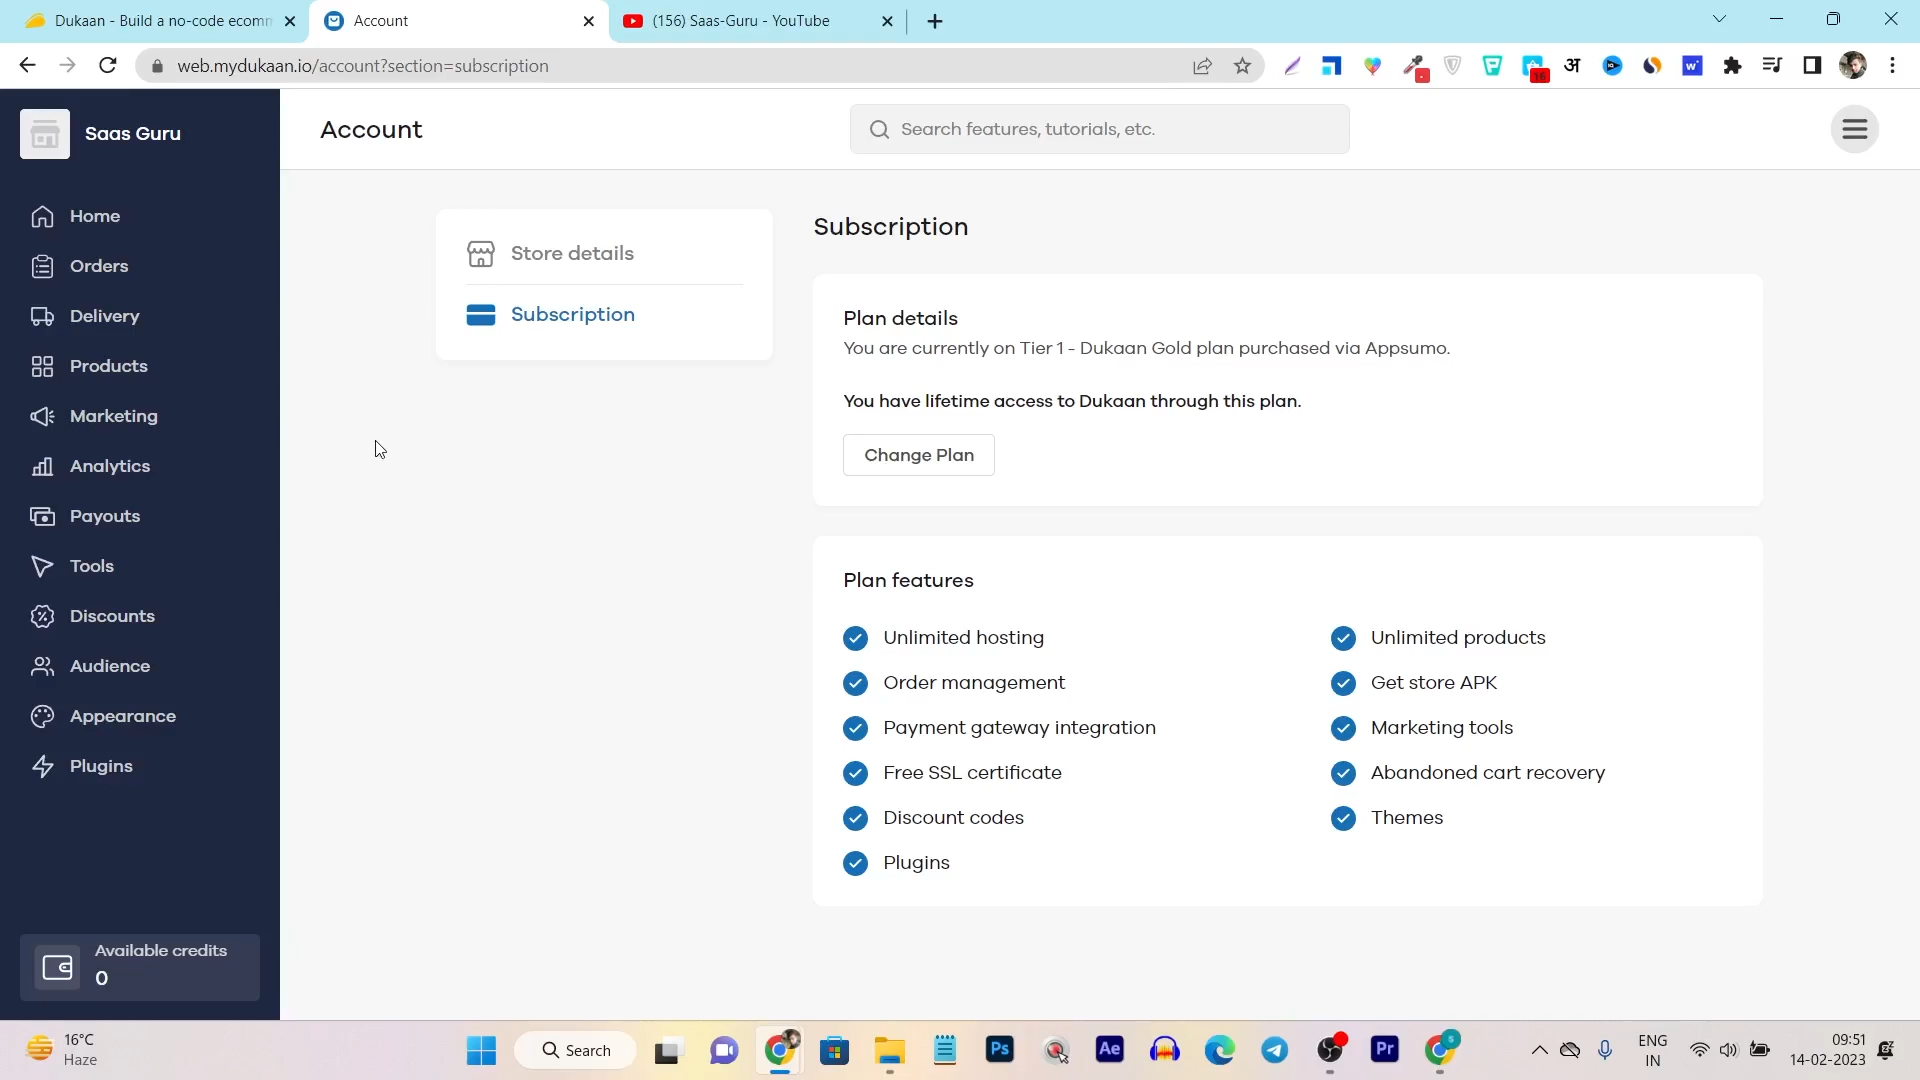 Dukaan - Build a no-code ecomm
Account
(156) Saas-Guru - YouTube
web.mydukaan.io/account?section=subscription
16
अ
Saas Guru
Account
Search features, tutorials, etc.
Home
Orders
Delivery
Products
Marketing
Analytics
Payouts
Tools
Discounts
Audience
Appearance
Plugins
Available credits
0
Store details
Subscription
Subscription
Plan details
You are currently on Tier 1 - Dukaan Gold plan purchased via Appsumo.
You have lifetime access to Dukaan through this plan.
Change Plan
Plan features
Unlimited hosting
Unlimited products
Order management
Get store APK
Payment gateway integration
Marketing tools
Free SSL certificate
Abandoned cart recovery
Discount codes
Themes
Plugins
16°C
Haze
Search
Ps
Ae
Pr
ENG
IN
09:51
14-02-2023